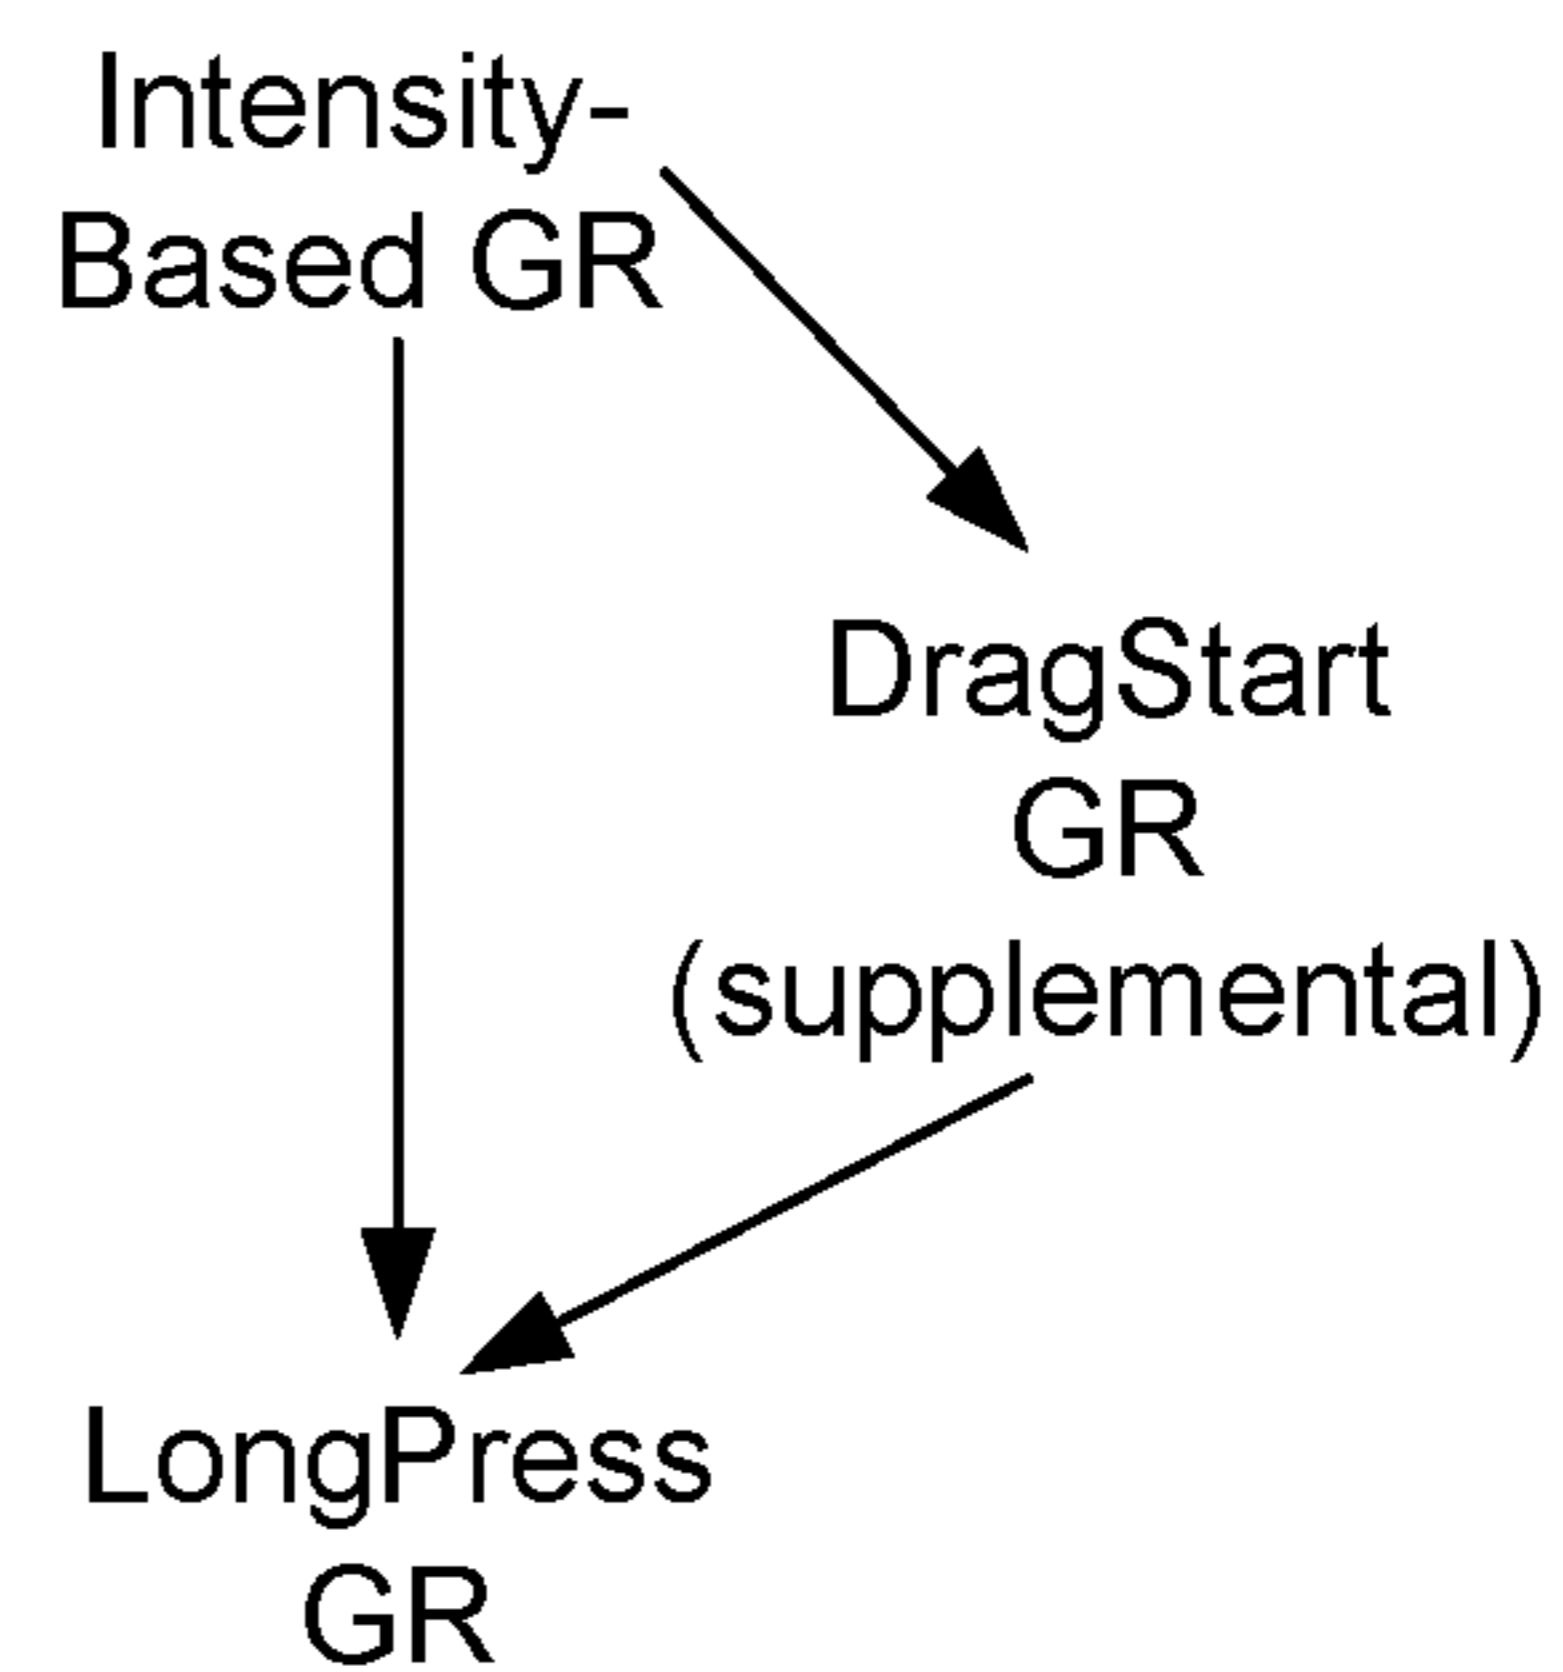 Intensity-
Based GR
DragStart
GR
(supplemental)
LongPress
GR